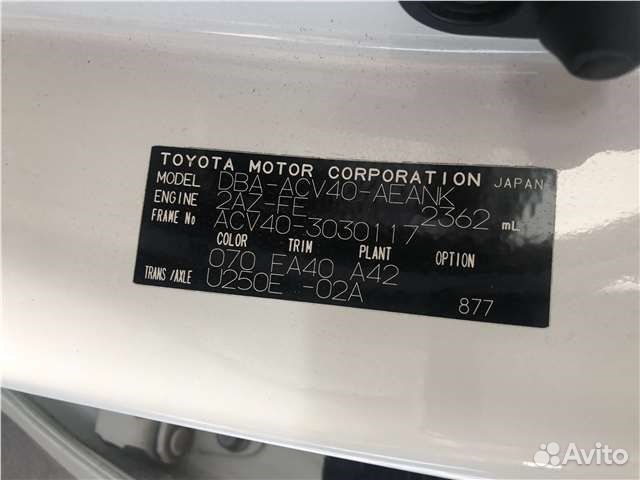 TOYOTA MOTOR CORPORATION JAPAN
MODEL DBA-ACV40-AEANK
ENGINE 2AZ-FE 2362 mL
FRAME No ACV40-3030117
COLOR TRIM PLANT OPTION
070 FA40 A42
TRANS/AXLE U250E -02A
877
Avito